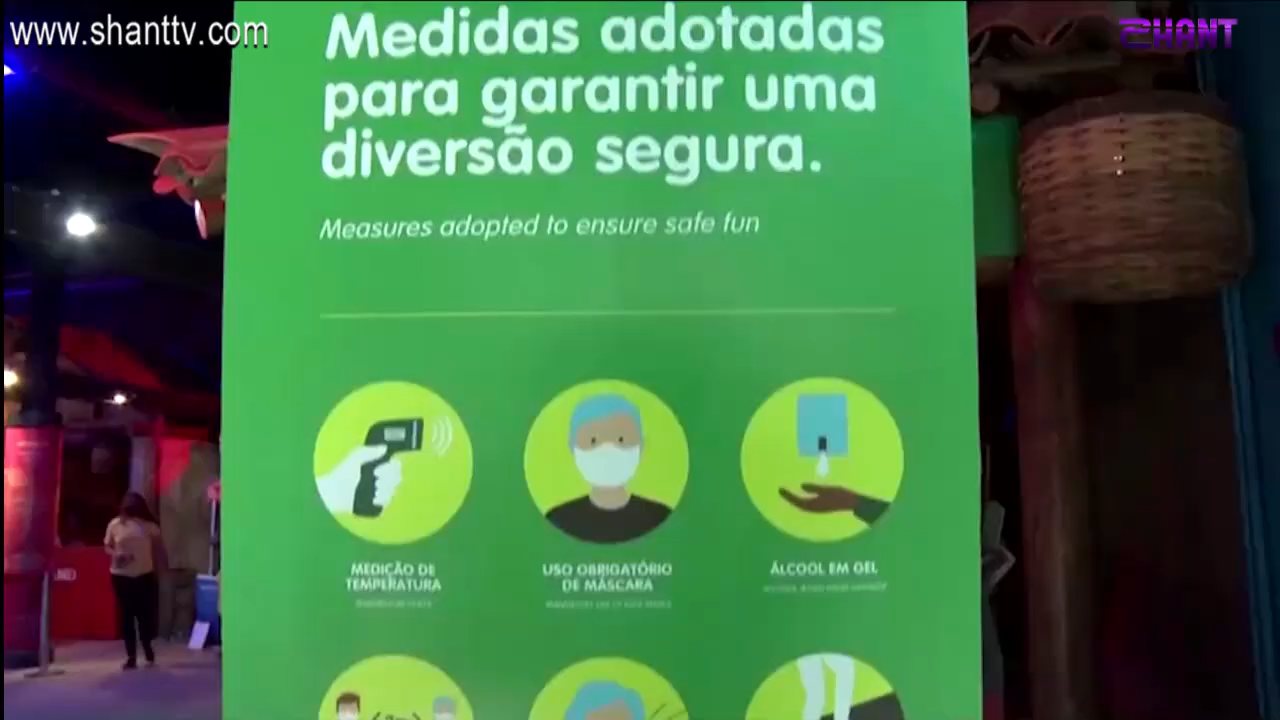 www.shanttv.com
SHANT
Medidas adotadas
para garantir uma
diversão segura.
Measures adopted to ensure safe fun
MEDIÇÃO DE
TEMPERATURA
USO OBRIGATÓRIO
DE MÁSCARA
ÁLCOOL EM GEL